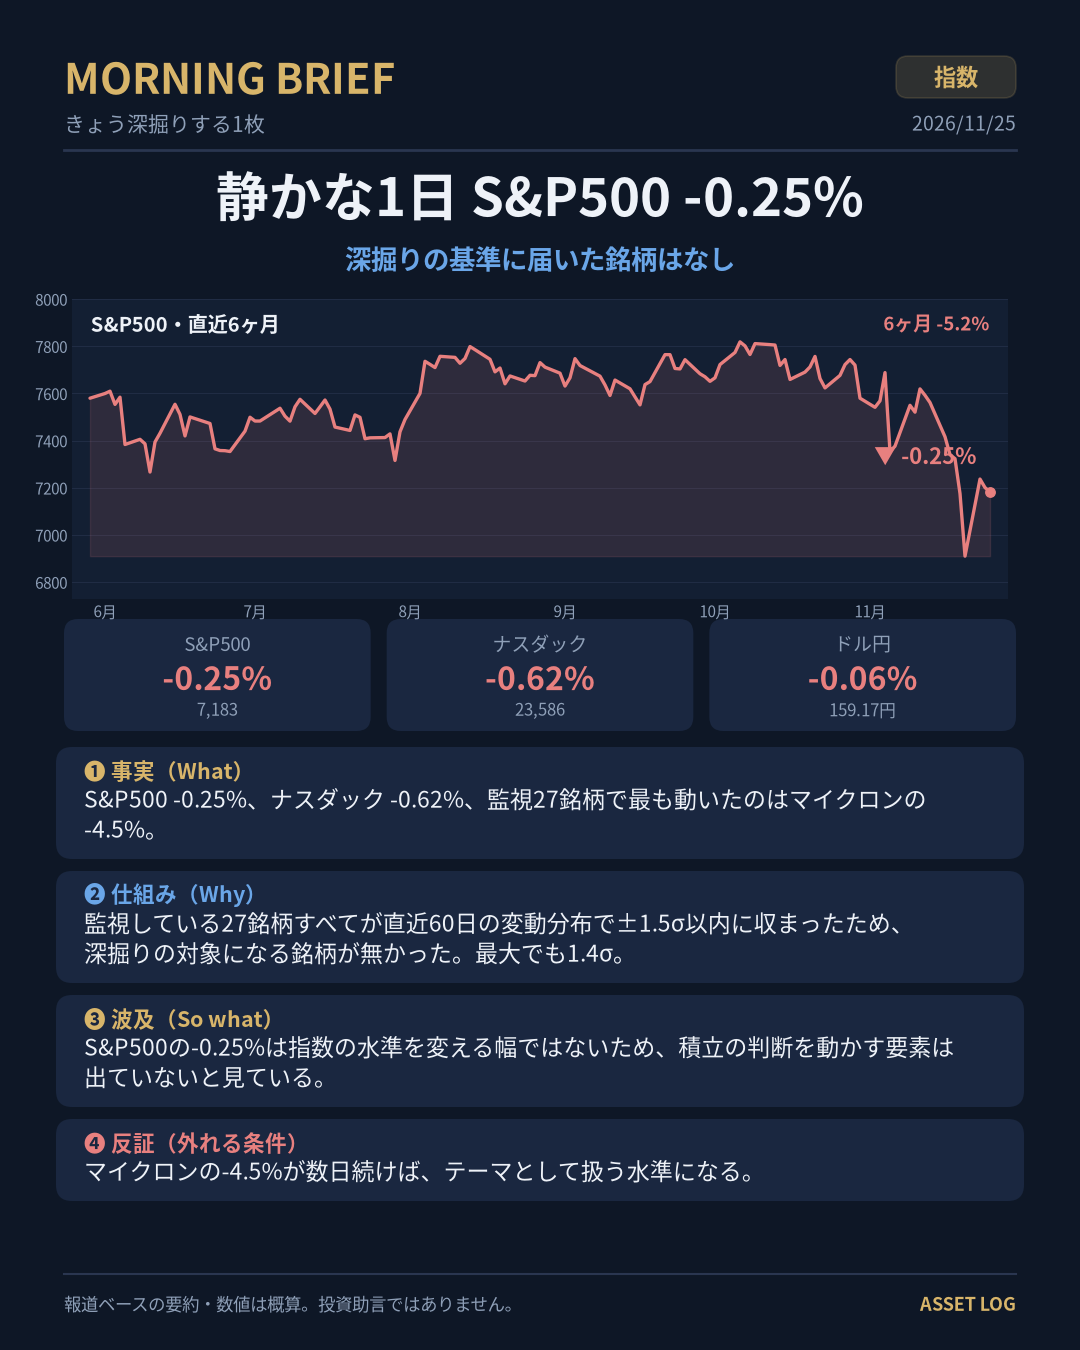 MORNING BRIEF
指数
きょう深掘りする1枚
2026/11/25
静かな1日 S&P500 -0.25%
深掘りの基準に届いた銘柄はなし
S&P500・直近6ヶ月
6ヶ月 -5.2%
8000
7800
7600
7400
7200
7000
6800
-0.25%
6月 7月 8月 9月 10月 11月
S&P500
-0.25%
7,183
ナスダック
-0.62%
23,586
ドル円
-0.06%
159.17円
❶ 事実（What）
S&P500 -0.25%、ナスダック -0.62%、監視27銘柄で最も動いたのはマイクロンの
-4.5%。
❷ 仕組み（Why）
監視している27銘柄すべてが直近60日の変動分布で±1.5σ以内に収まったため、
深掘りの対象になる銘柄が無かった。最大でも1.4σ。
❸ 波及（So what）
S&P500の-0.25%は指数の水準を変える幅ではないため、積立の判断を動かす要素は
出ていないと見ている。
❹ 反証（外れる条件）
マイクロンの-4.5%が数日続けば、テーマとして扱う水準になる。
報道ベースの要約・数値は概算。投資助言ではありません。
ASSET LOG